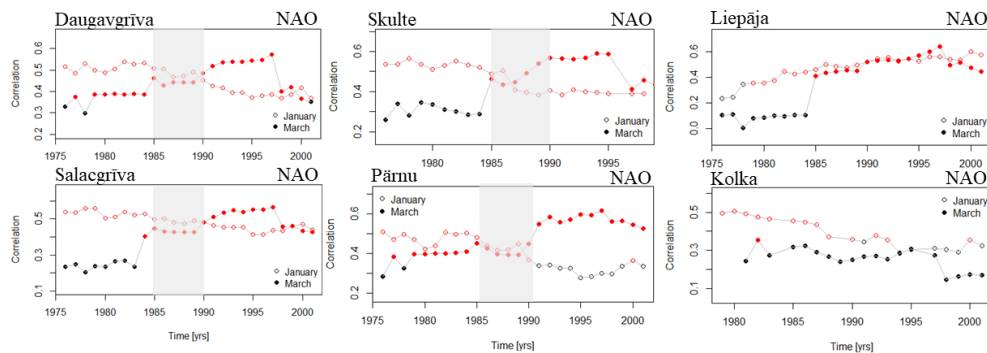 Daugavgrīva NAO
Correlation
0.6
0.5
0.4
0.3
0.2
January
March
1975 1980 1985 1990 1995 2000
Skulte NAO
Correlation
0.6
0.4
0.2
January
March
1980 1985 1990 1995
Liepāja NAO
Correlation
0.6
0.4
0.2
0.0
January
March
1975 1980 1985 1990 1995 2000
Salacgrīva NAO
Correlation
0.5
0.3
0.1
January
March
1975 1980 1985 1990 1995 2000
Time [yrs]
Pärnu NAO
Correlation
0.6
0.4
0.2
January
March
1975 1980 1985 1990 1995 2000
Time [yrs]
Kolka NAO
Correlation
0.5
0.3
0.1
January
March
1980 1985 1990 1995 2000
Time [yrs]